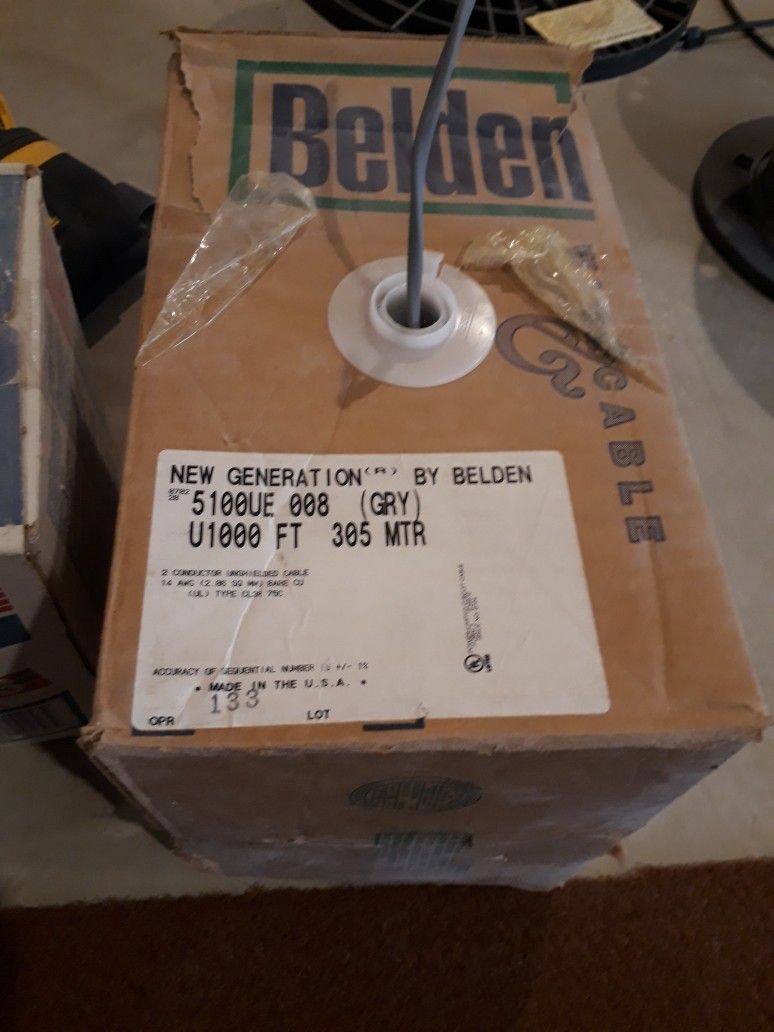 Belden
CABLE
NEW GENERATION(R) BY BELDEN
5100UE 008 (GRY)
U1000 FT 305 MTR
2 CONDUCTOR UNSHIELDED CABLE
14 AWG (2.08 SQ MM) BARE CU
(UL) TYPE CL3R 75C
ACCURACY OF SEQUENTIAL NUMBER IS +/- 1%
* MADE IN THE U.S.A. *
133
OPR LOT